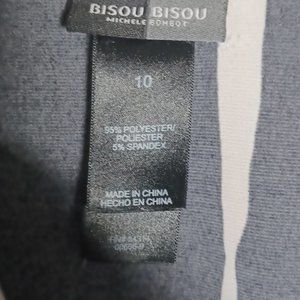 BISOU BISOU
MICHELE BOHBOT
10
95% POLYESTER/
POLIESTER
5% SPANDEX
MADE IN CHINA
HECHO EN CHINA